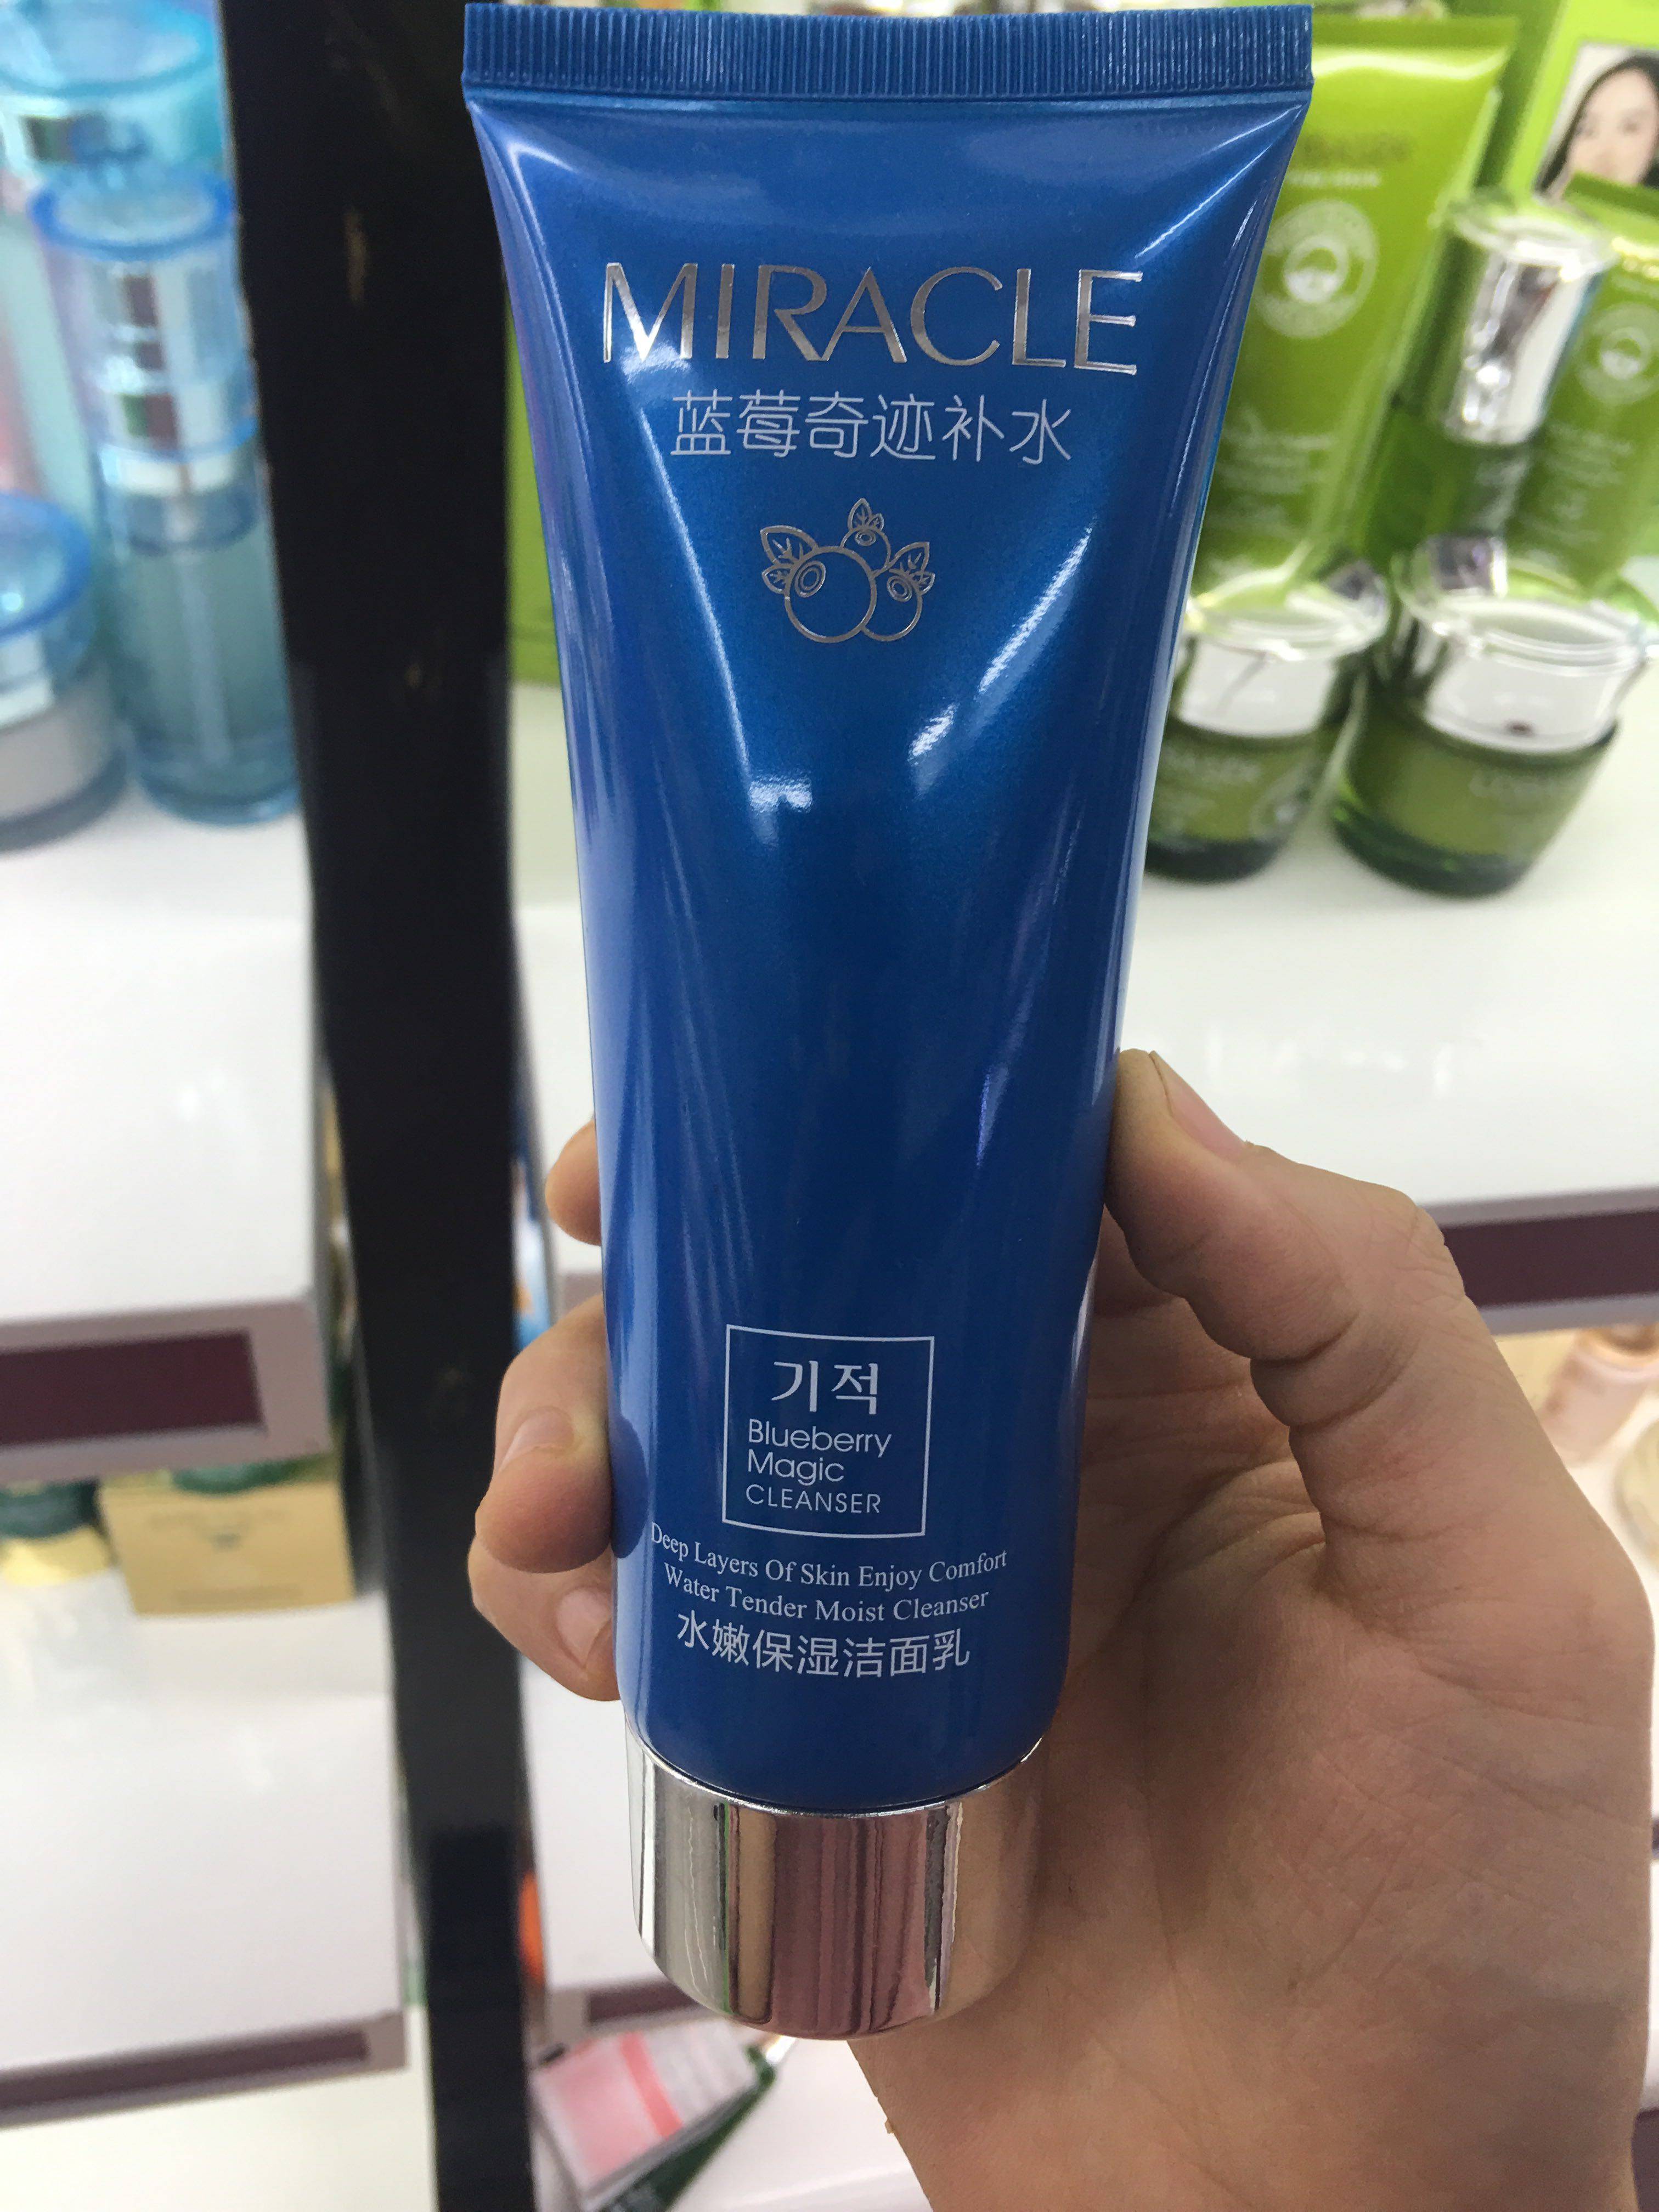 MIRACLE
蓝莓奇迹补水
기적
Blueberry
Magic
CLEANSER
Deep Layers Of Skin Enjoy Comfort
Water Tender Moist Cleanser
水嫩保湿洁面乳